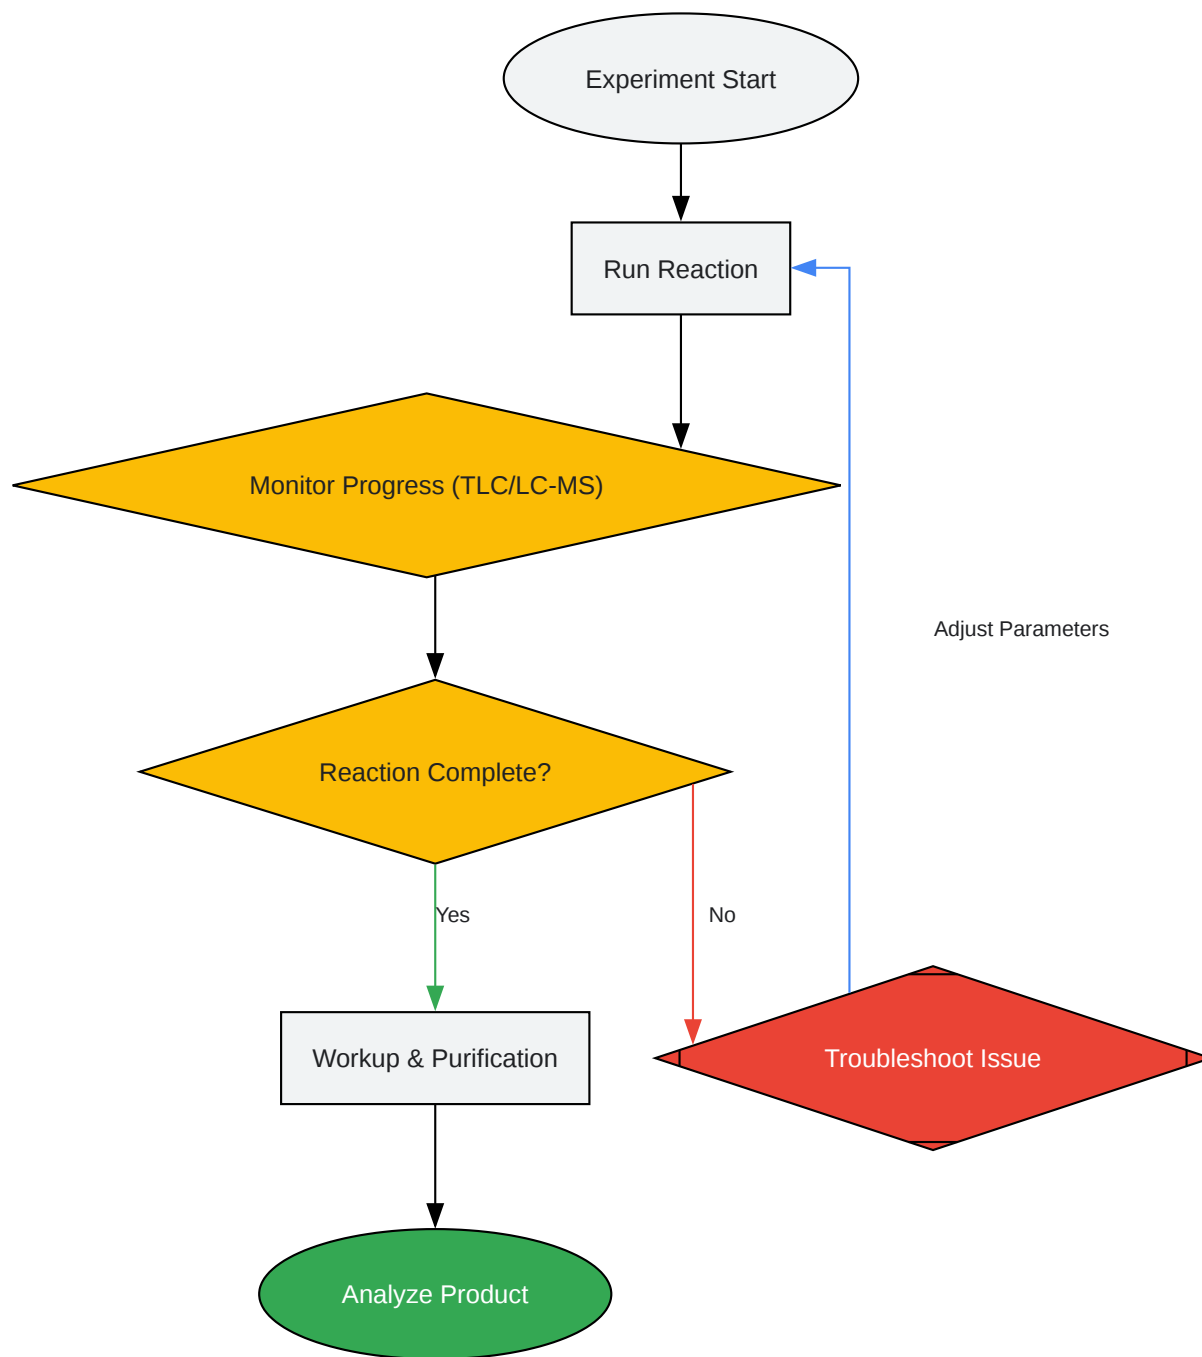 Experiment Start
Run Reaction
Monitor Progress (TLC/LC-MS)
Adjust Parameters
Reaction Complete?
Yes
No
Workup & Purification
Troubleshoot Issue
Analyze Product